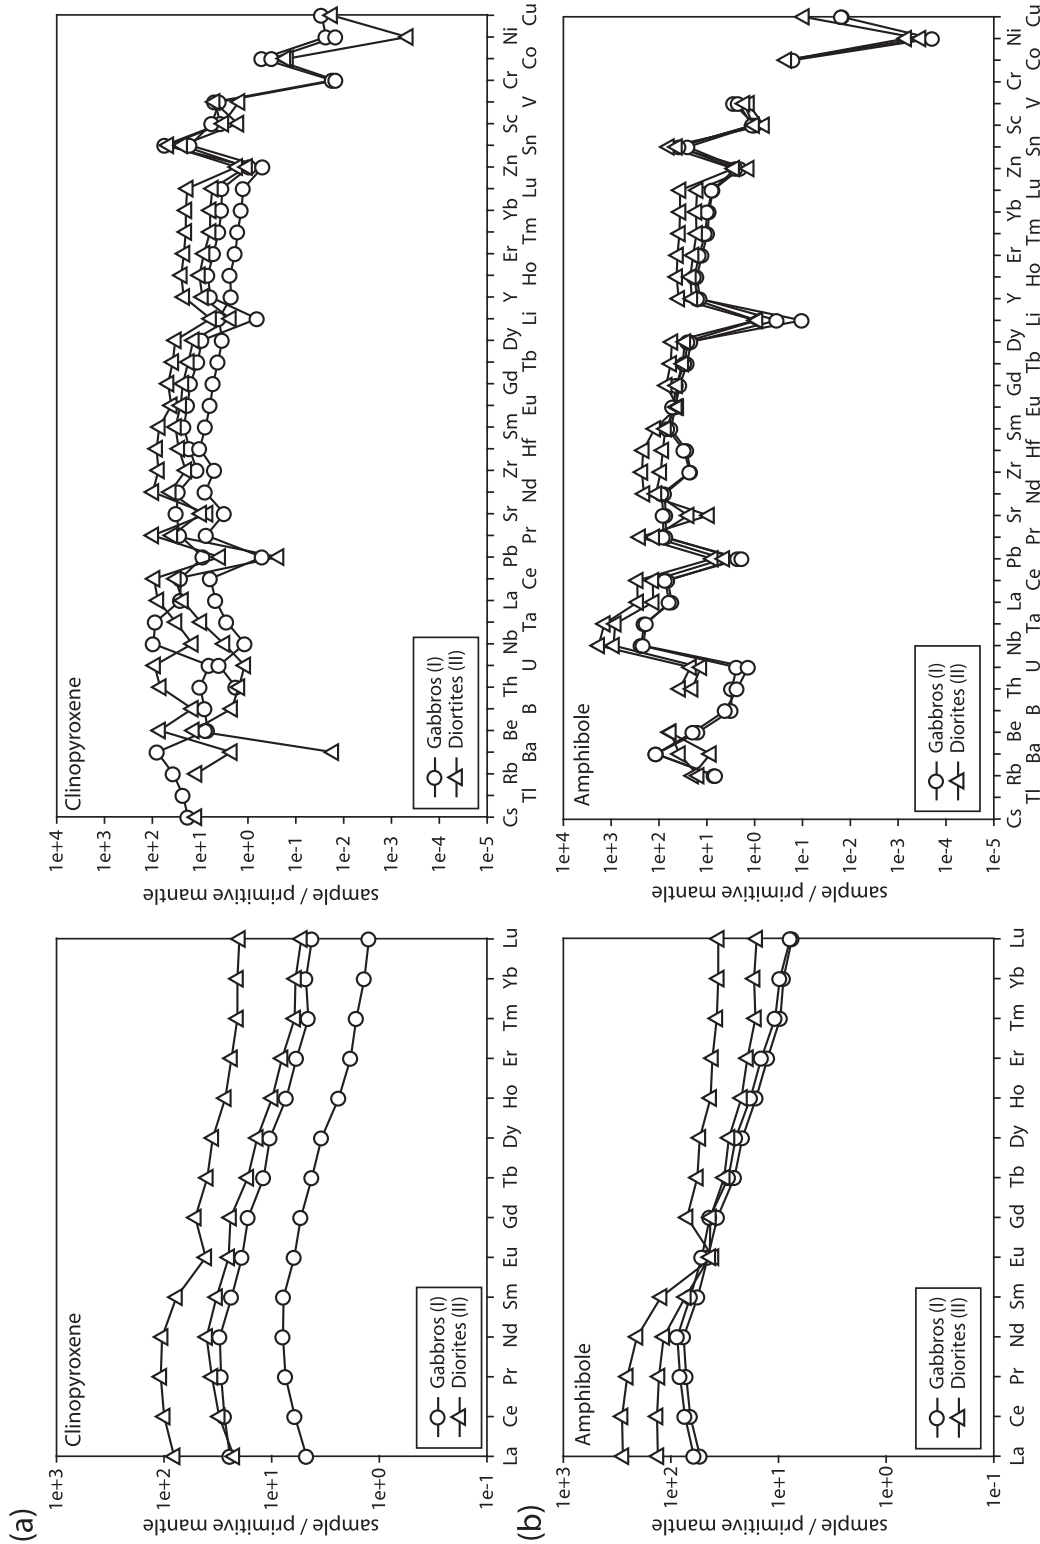 (a)
sample / primitive mantle
1e+3
1e+2
1e+1
1e+0
1e-1
Clinopyroxene
Gabbros (I)
Diorites (II)
La Ce Pr Nd Sm Eu Gd Tb Dy Ho Er Tm Yb Lu
sample / primitive mantle
1e+4
1e+3
1e+2
1e+1
1e+0
1e-1
1e-2
1e-3
1e-4
1e-5
Clinopyroxene
Gabbros (I)
Diortites (II)
Cs Rb Be Th Nb La Pb Sr Zr Sm Gd Dy Y Er Yb Zn Sc Cr Ni
Tl Ba B U Ta Ce Pr Nd Hf Eu Tb Li Ho Tm Lu Sn V Co Cu
(b)
sample / primitive mantle
1e+3
1e+2
1e+1
1e+0
1e-1
Amphibole
Gabbros (I)
Diorites (II)
La Ce Pr Nd Sm Eu Gd Tb Dy Ho Er Tm Yb Lu
sample / primitive mantle
1e+4
1e+3
1e+2
1e+1
1e+0
1e-1
1e-2
1e-3
1e-4
1e-5
Amphibole
Gabbros (I)
Diorites (II)
Cs Rb Be Th Nb La Pb Sr Zr Sm Gd Dy Y Er Yb Zn Sc Cr Ni
Tl Ba B U Ta Ce Pr Nd Hf Eu Tb Li Ho Tm Lu Sn V Co Cu